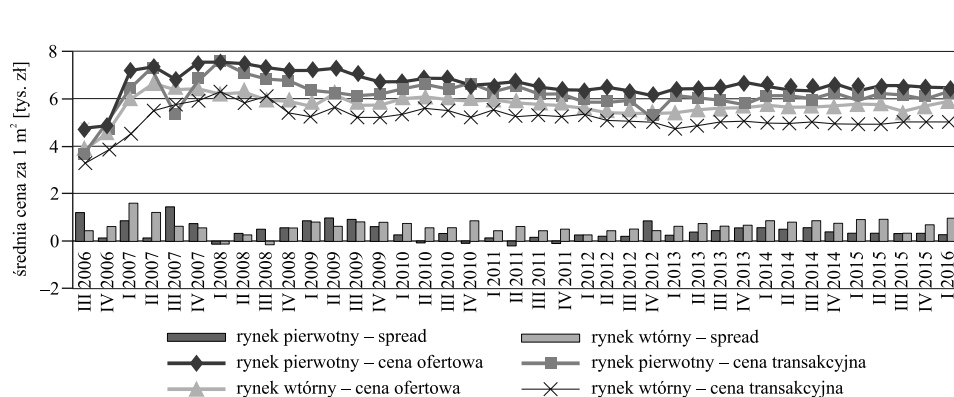 średnia cena za 1 m² [tys. zł]
8
6
4
2
0
–2
III 2006
IV 2006
I 2007
II 2007
III 2007
IV 2007
I 2008
II 2008
III 2008
IV 2008
I 2009
II 2009
III 2009
IV 2009
I 2010
II 2010
III 2010
IV 2010
I 2011
II 2011
III 2011
IV 2011
I 2012
II 2012
III 2012
IV 2012
I 2013
II 2013
III 2013
IV 2013
I 2014
II 2014
III 2014
IV 2014
I 2015
II 2015
III 2015
IV 2015
I 2016
rynek pierwotny – spread
rynek wtórny – spread
rynek pierwotny – cena ofertowa
rynek pierwotny – cena transakcyjna
rynek wtórny – cena ofertowa
rynek wtórny – cena transakcyjna